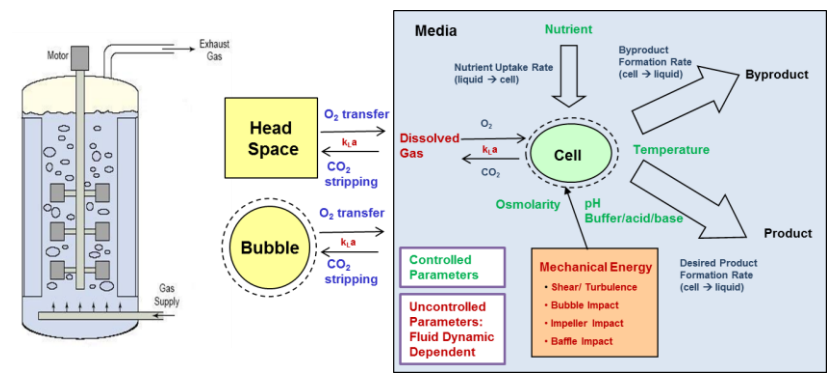 Motor
Exhaust
Gas
Gas
Supply
Head
Space
O2 transfer
kLa
CO2
stripping
Bubble
O2 transfer
kLa
CO2
stripping
Media
Nutrient
Nutrient Uptake Rate
(liquid → cell)
Byproduct
Formation Rate
(cell → liquid)
Byproduct
Dissolved
Gas
O2
kLa
CO2
Cell
Temperature
Osmolarity
pH
Buffer/acid/base
Product
Desired Product
Formation Rate
(cell → liquid)
Controlled
Parameters
Uncontrolled
Parameters:
Fluid Dynamic
Dependent
Mechanical Energy
• Shear/ Turbulence
• Bubble Impact
• Impeller Impact
• Baffle Impact